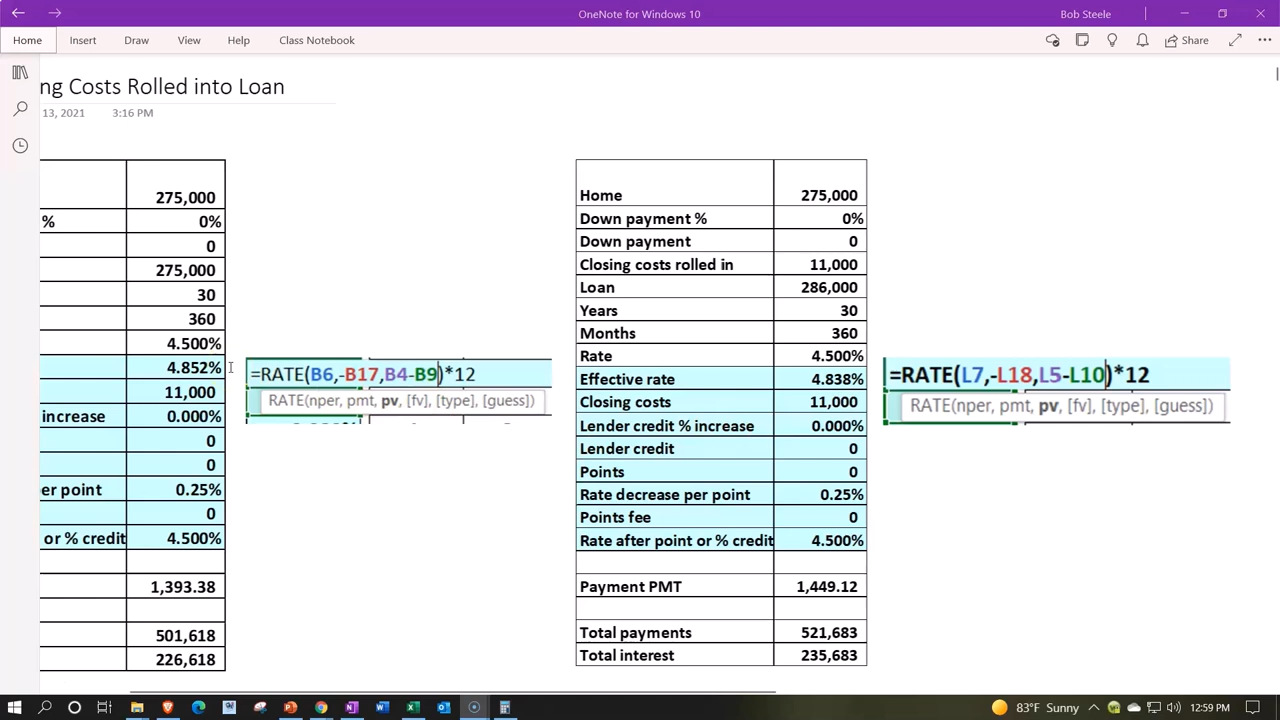 OneNote for Windows 10
Bob Steele
Home Insert Draw View Help Class Notebook
Share
ng Costs Rolled into Loan
13, 2021 3:16 PM
275,000
% 0%
0
275,000
30
360
4.500%
4.852%
11,000
increase 0.000%
0
0
er point 0.25%
0
or % credit 4.500%
1,393.38
501,618
226,618
=RATE(B6,-B17,B4-B9)*12
RATE(nper, pmt, pv, [fv], [type], [guess])
Home 275,000
Down payment % 0%
Down payment 0
Closing costs rolled in 11,000
Loan 286,000
Years 30
Months 360
Rate 4.500%
Effective rate 4.838%
Closing costs 11,000
Lender credit % increase 0.000%
Lender credit 0
Points 0
Rate decrease per point 0.25%
Points fee 0
Rate after point or % credit 4.500%
Payment PMT 1,449.12
Total payments 521,683
Total interest 235,683
=RATE(L7,-L18,L5-L10)*12
RATE(nper, pmt, pv, [fv], [type], [guess])
83°F Sunny
12:59 PM